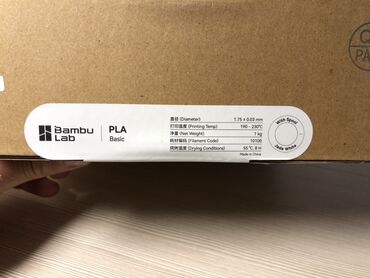 Bambu
Lab
PLA
Basic
直径 (Diameter) 1.75 ± 0.03 mm
打印温度 (Printing Temp) 190 - 230°C
净重 (Net Weight) 1 kg
耗材编码 (Filament Code) 10100
烘烤温度 (Drying Conditions) 55 °C, 8 H
Made in China
With Spool
Jade White